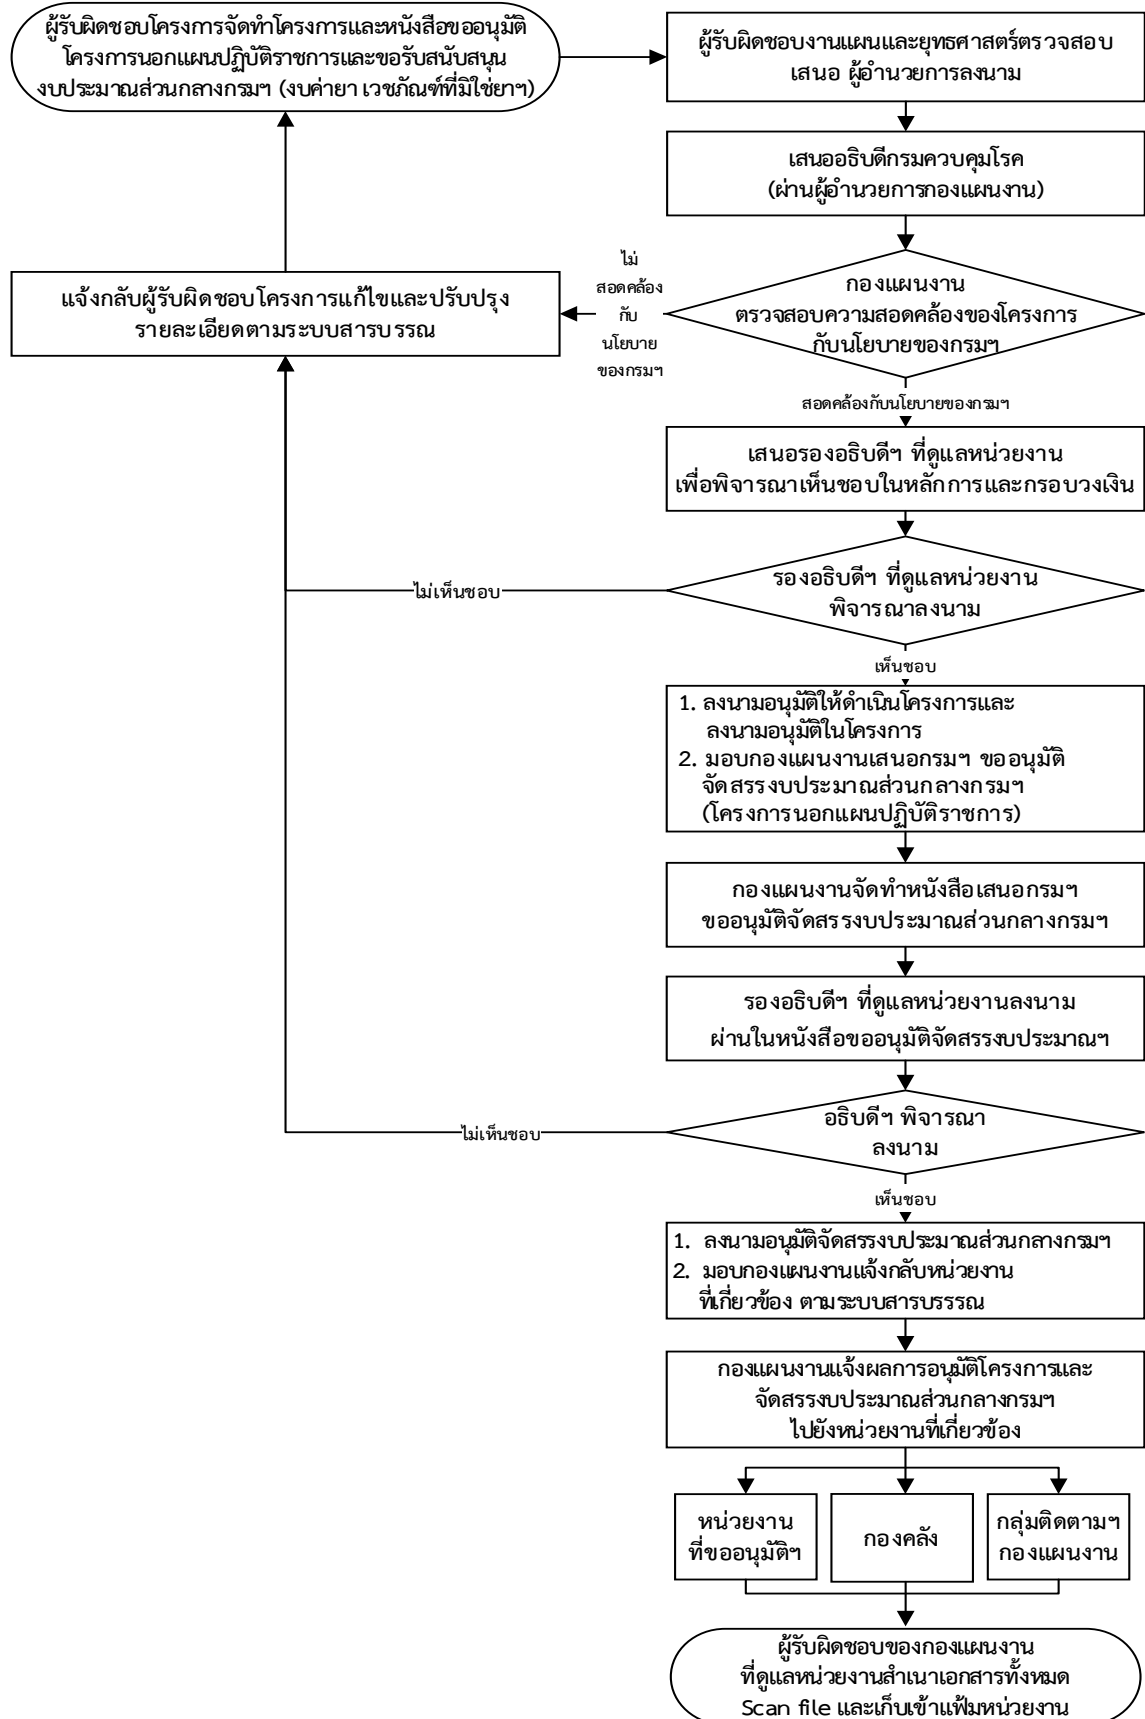 ผู้รับผิดชอบโครงการจัดทำโครงการและหนังสือขออนุมัติ
โครงการนอกแผนปฏิบัติราชการและขอรับสนับสนุน
งบประมาณส่วนกลางกรมฯ (งบค่ายา เวชภัณฑ์ที่มิใช่ยาฯ)
ผู้รับผิดชอบงานแผนและยุทธศาสตร์ตรวจสอบ
เสนอ ผู้อำนวยการลงนาม
เสนออธิบดีกรมควบคุมโรค
(ผ่านผู้อำนวยการกองแผนงาน)
กองแผนงาน
ตรวจสอบความสอดคล้องของโครงการ
กับนโยบายของกรมฯ
ไม่
สอดคล้อง
กับ
นโยบาย
ของกรมฯ
แจ้งกลับผู้รับผิดชอบโครงการแก้ไขและปรับปรุง
รายละเอียดตามระบบสารบรรณ
สอดคล้องกับนโยบายของกรมฯ
เสนอรองอธิบดีฯ ที่ดูแลหน่วยงาน
เพื่อพิจารณาเห็นชอบในหลักการและกรอบวงเงิน
รองอธิบดีฯ ที่ดูแลหน่วยงาน
พิจารณาลงนาม
ไม่เห็นชอบ
เห็นชอบ
1. ลงนามอนุมัติให้ดำเนินโครงการและ
ลงนามอนุมัติในโครงการ
2. มอบกองแผนงานเสนอกรมฯ ขออนุมัติ
จัดสรรงบประมาณส่วนกลางกรมฯ
(โครงการนอกแผนปฏิบัติราชการ)
กองแผนงานจัดทำหนังสือเสนอกรมฯ
ขออนุมัติจัดสรรงบประมาณส่วนกลางกรมฯ
รองอธิบดีฯ ที่ดูแลหน่วยงานลงนาม
ผ่านในหนังสือขออนุมัติจัดสรรงบประมาณฯ
อธิบดีฯ พิจารณา
ลงนาม
ไม่เห็นชอบ
เห็นชอบ
1. ลงนามอนุมัติจัดสรรงบประมาณส่วนกลางกรมฯ
2. มอบกองแผนงานแจ้งกลับหน่วยงาน
ที่เกี่ยวข้อง ตามระบบสารบรรรณ
กองแผนงานแจ้งผลการอนุมัติโครงการและ
จัดสรรงบประมาณส่วนกลางกรมฯ
ไปยังหน่วยงานที่เกี่ยวข้อง
หน่วยงาน
ที่ขออนุมัติฯ
กองคลัง
กลุ่มติดตามฯ
กองแผนงาน
ผู้รับผิดชอบของกองแผนงาน
ที่ดูแลหน่วยงานสำเนาเอกสารทั้งหมด
Scan file และเก็บเข้าแฟ้มหน่วยงาน